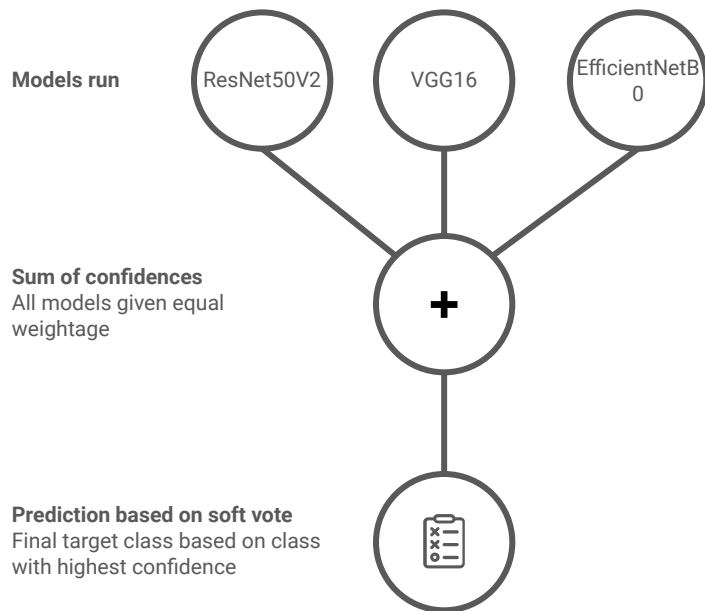 Models run
ResNet50V2
VGG16
EfficientNetB
0
Sum of confidences
All models given equal
weightage
+
Prediction based on soft vote
Final target class based on class
with highest confidence